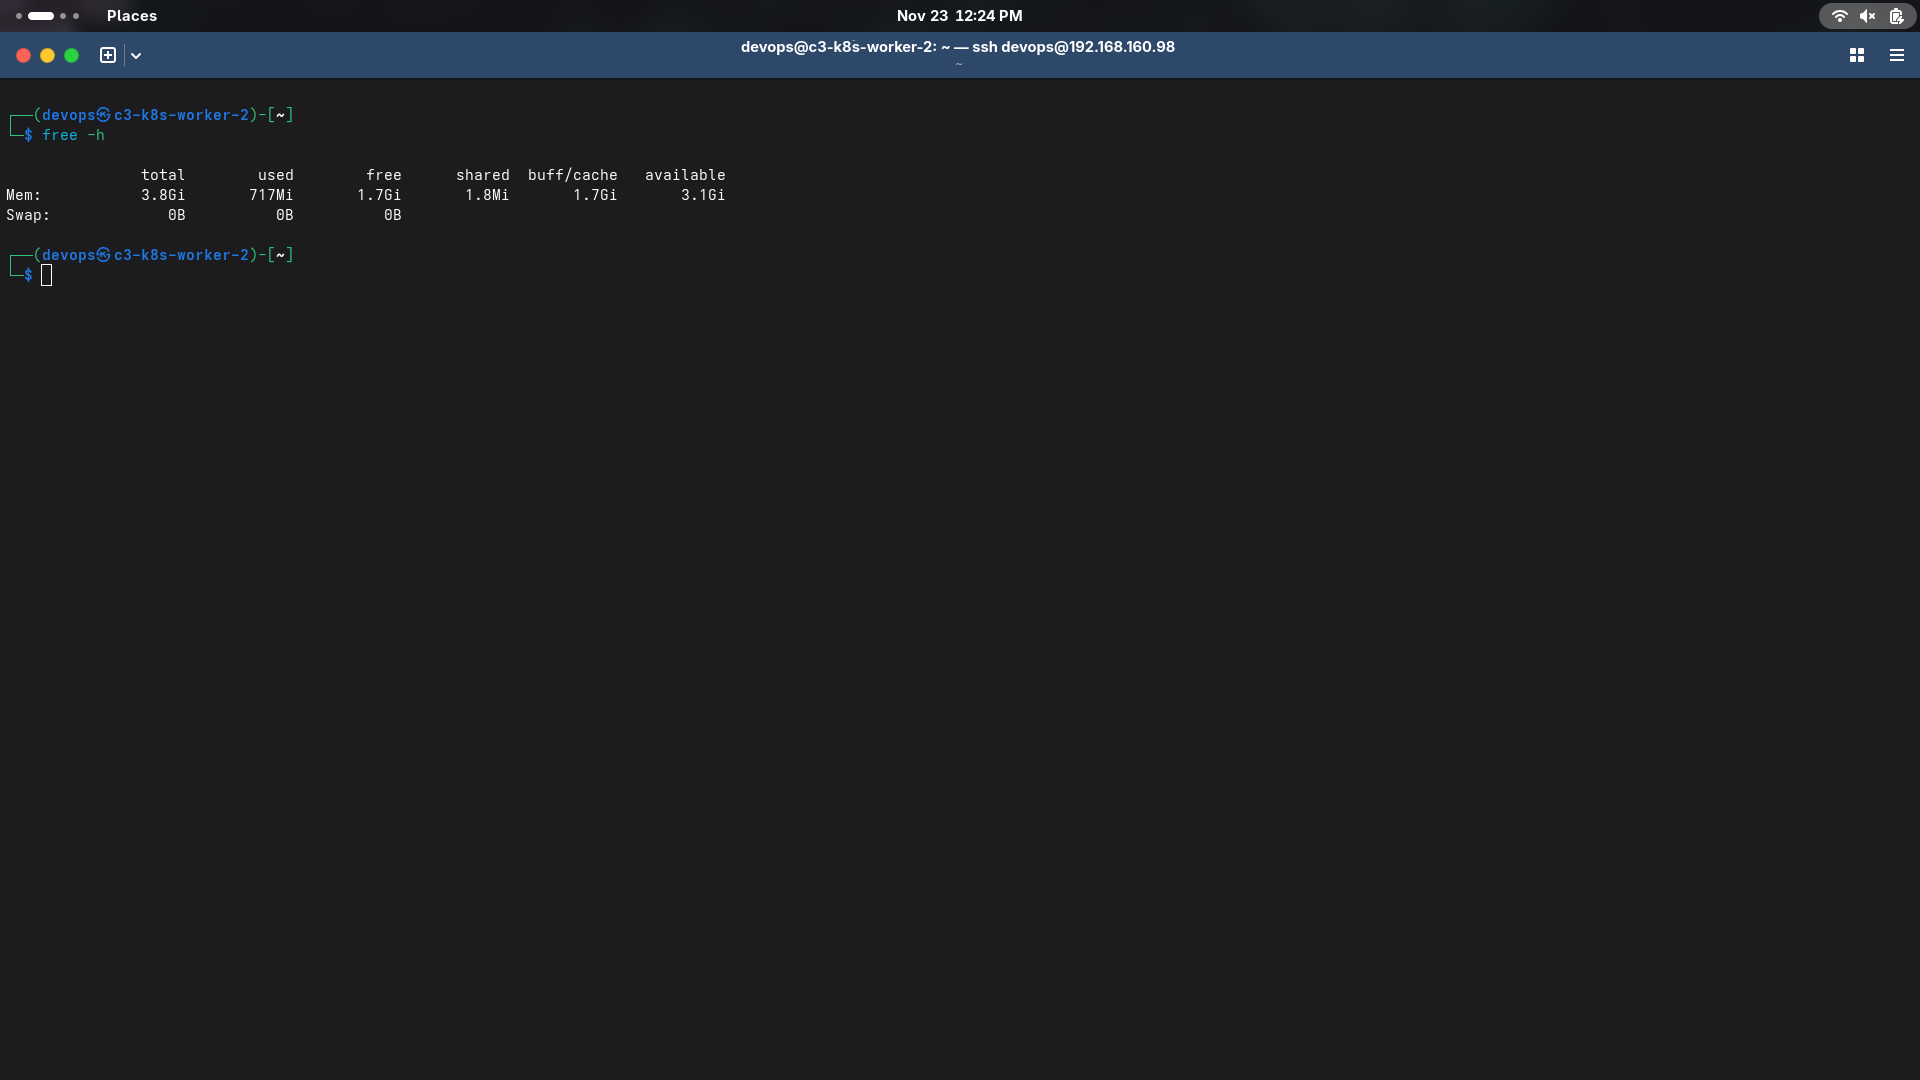 Places
Nov 23 12:24 PM
devops@c3-k8s-worker-2: ~ — ssh devops@192.168.160.98
~
┌──(devops㉿c3-k8s-worker-2)-[~]
└─$ free -h
total used free shared buff/cache available
Mem: 3.8Gi 717Mi 1.7Gi 1.8Mi 1.7Gi 3.1Gi
Swap: 0B 0B 0B
┌──(devops㉿c3-k8s-worker-2)-[~]
└─$